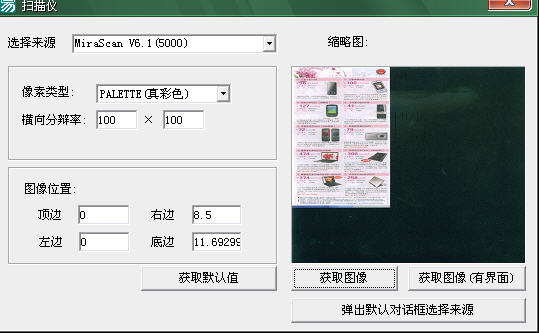 易 扫描仪
选择来源 MiraScan V6.1(5000)
缩略图:
像素类型: PALETTE(真彩色)
横向分辩率: 100 × 100
图像位置:
顶边 0 右边 8.5
左边 0 底边 11.69299
获取默认值
获取图像
获取图像(有界面)
弹出默认对话框选择来源